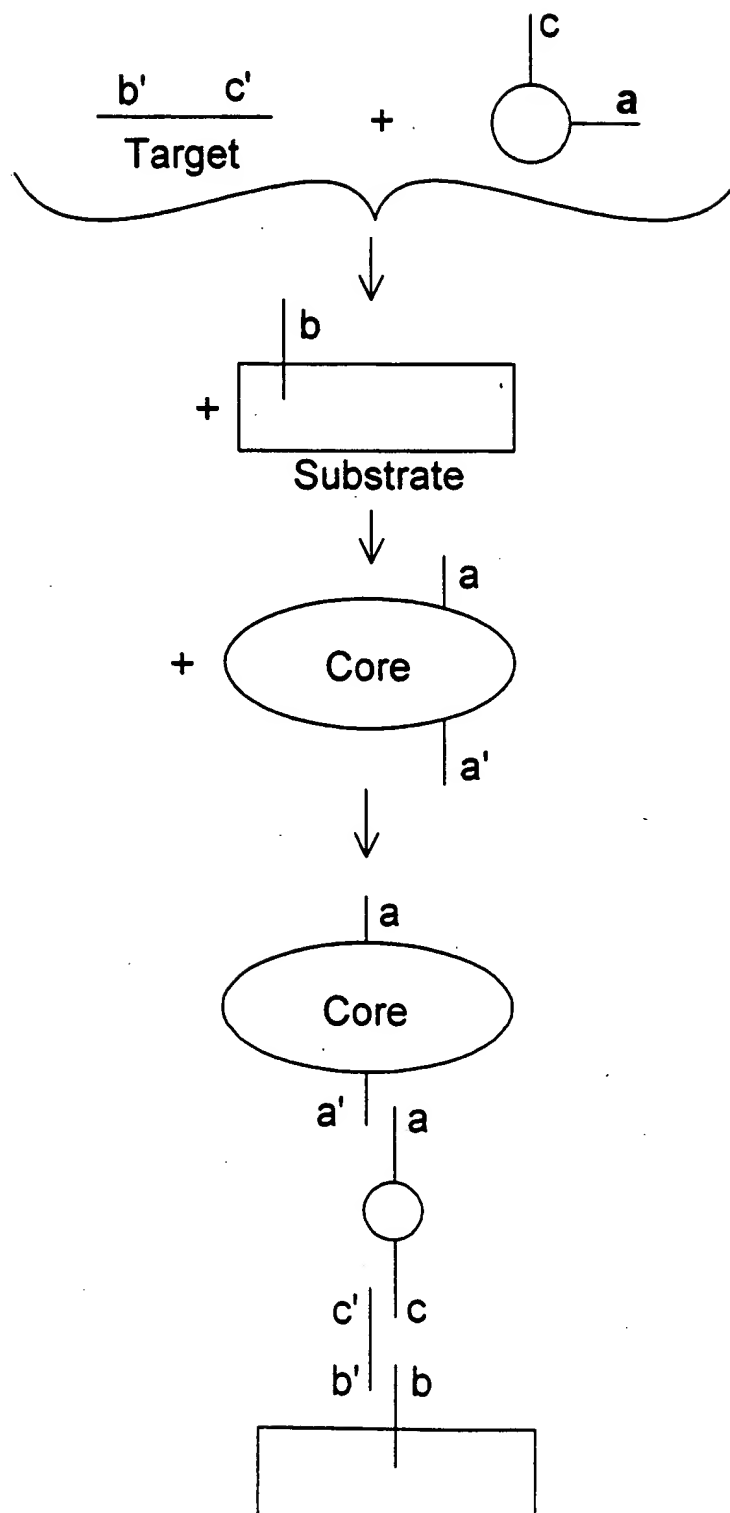 c
b' c' + a
Target
b
+
Substrate
a
+ Core
a'
a
Core
a' a
c' c
b' b